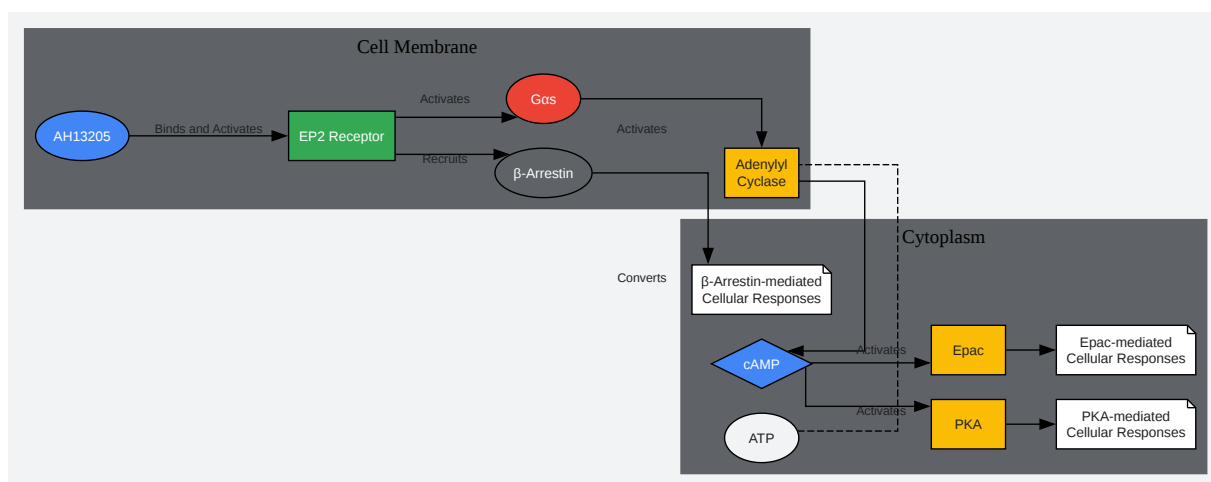 Cell Membrane
AH13205
Binds and Activates
EP2 Receptor
Activates
Recruits
Gαs
β-Arrestin
Activates
Adenylyl
Cyclase
Cytoplasm
Converts
β-Arrestin-mediated
Cellular Responses
cAMP
Activates
Epac
Epac-mediated
Cellular Responses
Activates
PKA
PKA-mediated
Cellular Responses
ATP